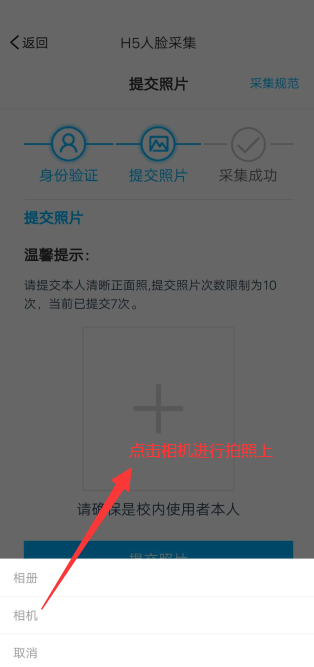 返回
H5人脸采集
提交照片
采集规范
身份验证
提交照片
采集成功
提交照片
温馨提示：
请提交本人清晰正面照,提交照片次数限制为10
次，当前已提交7次。
点击相机进行拍照上
请确保是校内使用者本人
提交照片
相册
相机
取消